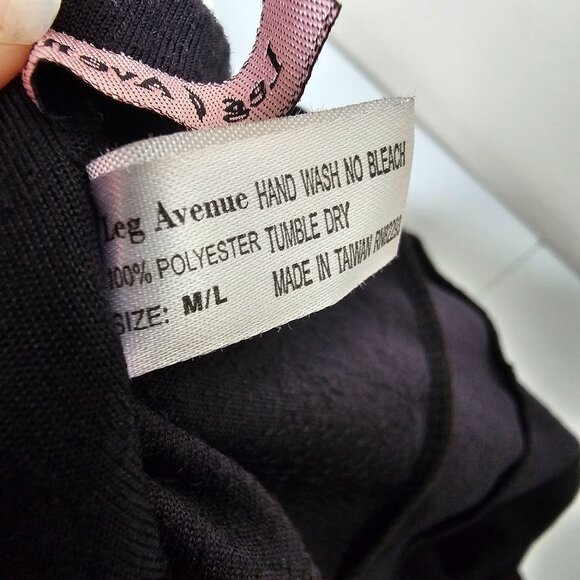 Leg Avenue
Leg Avenue HAND WASH NO BLEACH
100% POLYESTER TUMBLE DRY
SIZE: M/L MADE IN TAIWAN